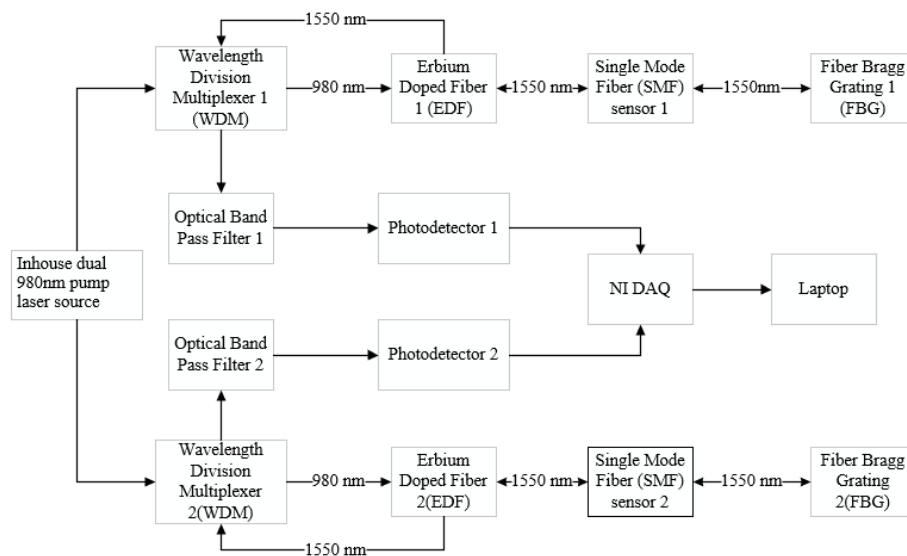 1550 nm
Wavelength
Division
Multiplexer 1
(WDM)
980 nm
Erbium
Doped Fiber
1 (EDF)
1550 nm
Single Mode
Fiber (SMF)
sensor 1
1550nm
Fiber Bragg
Grating 1
(FBG)
Optical Band
Pass Filter 1
Photodetector 1
Inhouse dual
980nm pump
laser source
NI DAQ
Laptop
Optical Band
Pass Filter 2
Photodetector 2
Wavelength
Division
Multiplexer
2(WDM)
980 nm
Erbium
Doped Fiber
2(EDF)
1550 nm
Single Mode
Fiber (SMF)
sensor 2
1550 nm
Fiber Bragg
Grating
2(FBG)
1550 nm